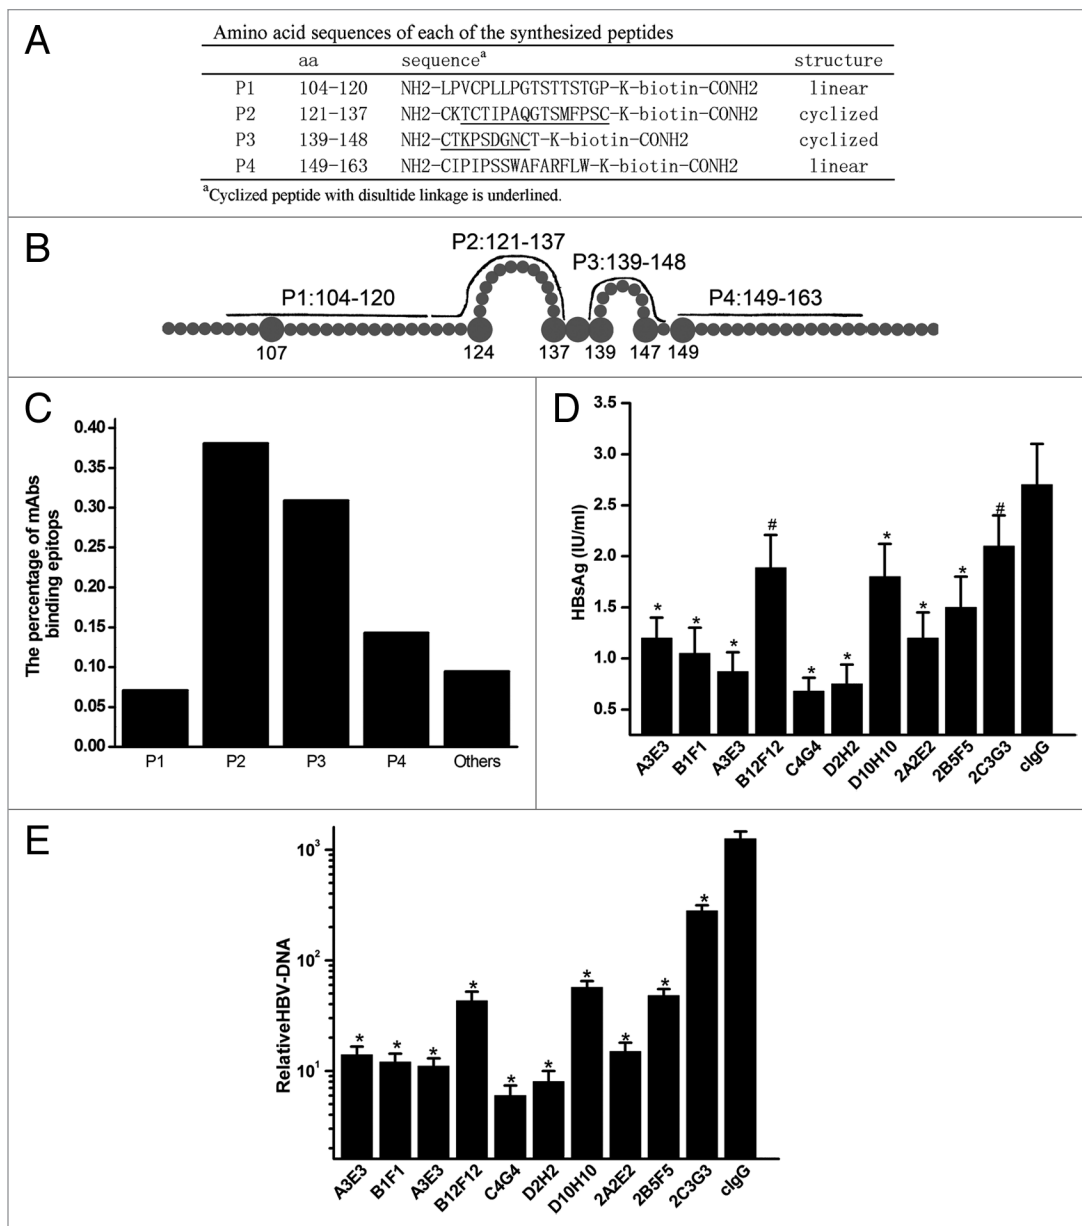 A
Amino acid sequences of each of the synthesized peptides
aa sequence^a structure
P1 104-120 NH2-LPVCPLLPGTSTTSTGP-K-biotin-CONH2 linear
P2 121-137 NH2-CKTCTIPAQGTSMFPSC-K-biotin-CONH2 cyclized
P3 139-148 NH2-CTKPSDGNCT-K-biotin-CONH2 cyclized
P4 149-163 NH2-CIPIPSSWAFARFLW-K-biotin-CONH2 linear
^aCyclized peptide with disultide linkage is underlined.
B
P2:121-137
P3:139-148
P1:104-120
P4:149-163
107 124 137 139 147 149
C
The percentage of mAbs
binding epitops
0.40
0.35
0.30
0.25
0.20
0.15
0.10
0.05
0.00
P1 P2 P3 P4 Others
D
HBsAg (IU/ml)
3.5
3.0
2.5
2.0
1.5
1.0
0.5
* * * # * * * * * #
A3E3 B1F1 A3E3 B12F12 C4G4 D2H2 D10H10 2A2E2 2B5F5 2C3G3 cIgG
E
RelativeHBV-DNA
10^3
10^2
10^1
* * * * * * * * * *
A3E3 B1F1 A3E3 B12F12 C4G4 D2H2 D10H10 2A2E2 2B5F5 2C3G3 cIgG